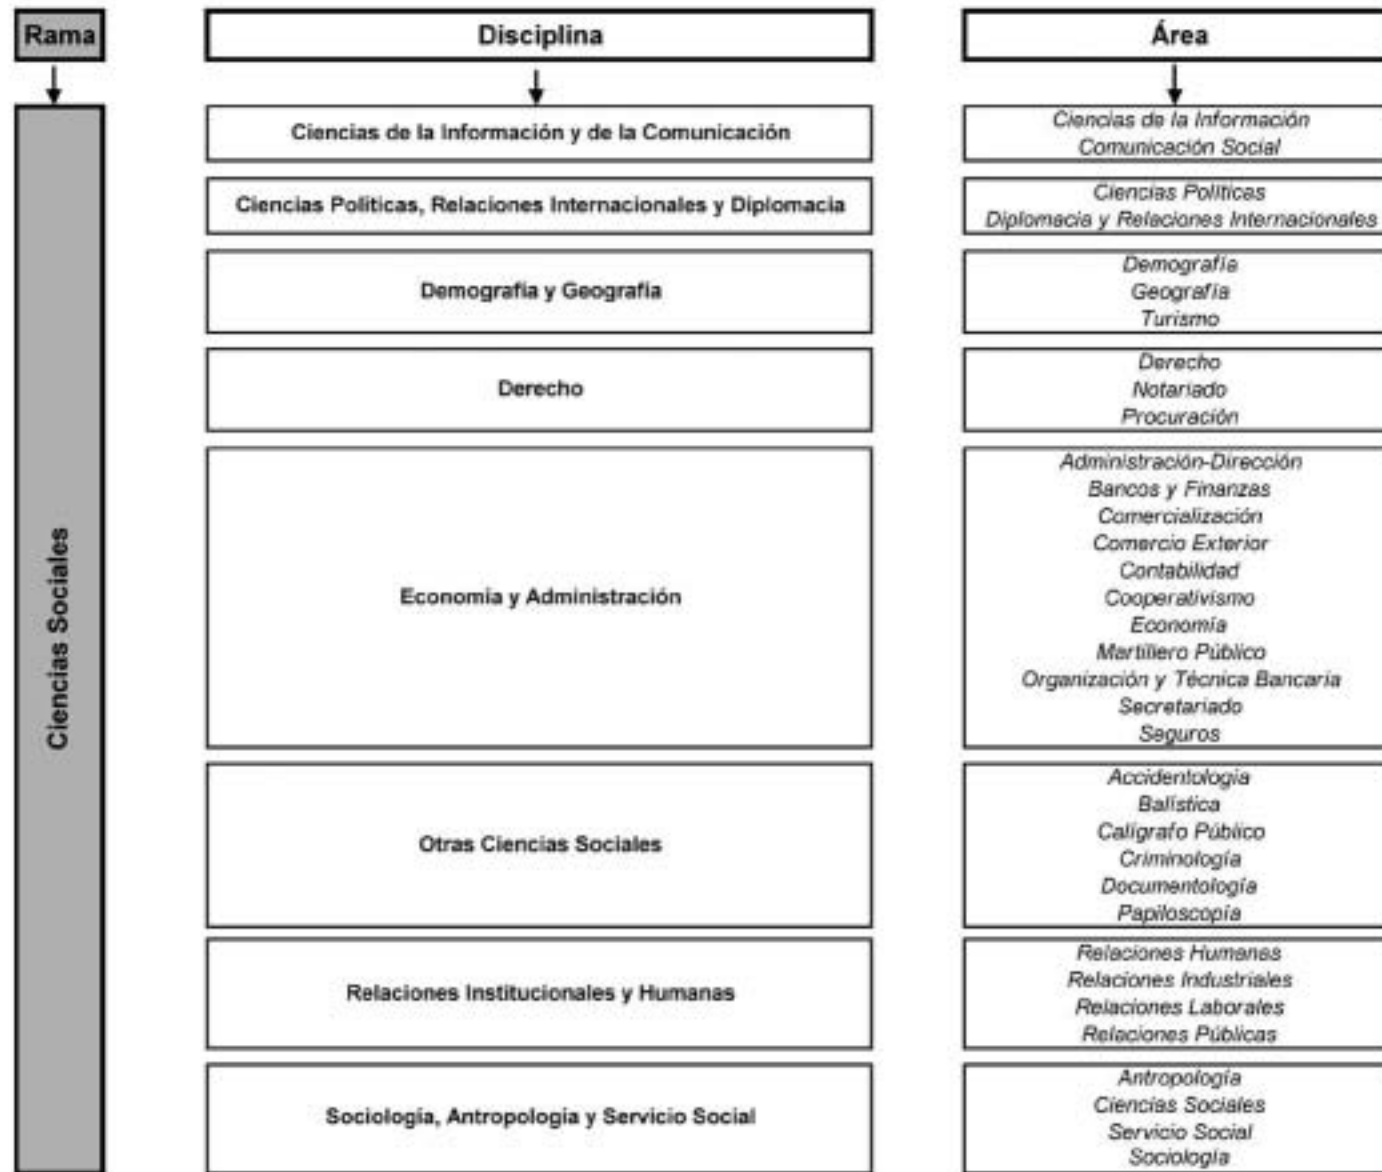 Rama
Disciplina
Área
Ciencias Sociales
Ciencias de la Información y de la Comunicación
Ciencias de la Información
Comunicación Social
Ciencias Políticas, Relaciones Internacionales y Diplomacia
Ciencias Políticas
Diplomacia y Relaciones Internacionales
Demografía y Geografía
Demografía
Geografía
Turismo
Derecho
Derecho
Notariado
Procuración
Economía y Administración
Administración-Dirección
Bancos y Finanzas
Comercialización
Comercio Exterior
Contabilidad
Cooperativismo
Economía
Martillero Público
Organización y Técnica Bancaria
Secretariado
Seguros
Otras Ciencias Sociales
Accidentología
Balística
Calígrafo Público
Criminología
Documentología
Papiloscopía
Relaciones Institucionales y Humanas
Relaciones Humanas
Relaciones Industriales
Relaciones Laborales
Relaciones Públicas
Sociología, Antropología y Servicio Social
Antropología
Ciencias Sociales
Servicio Social
Sociología